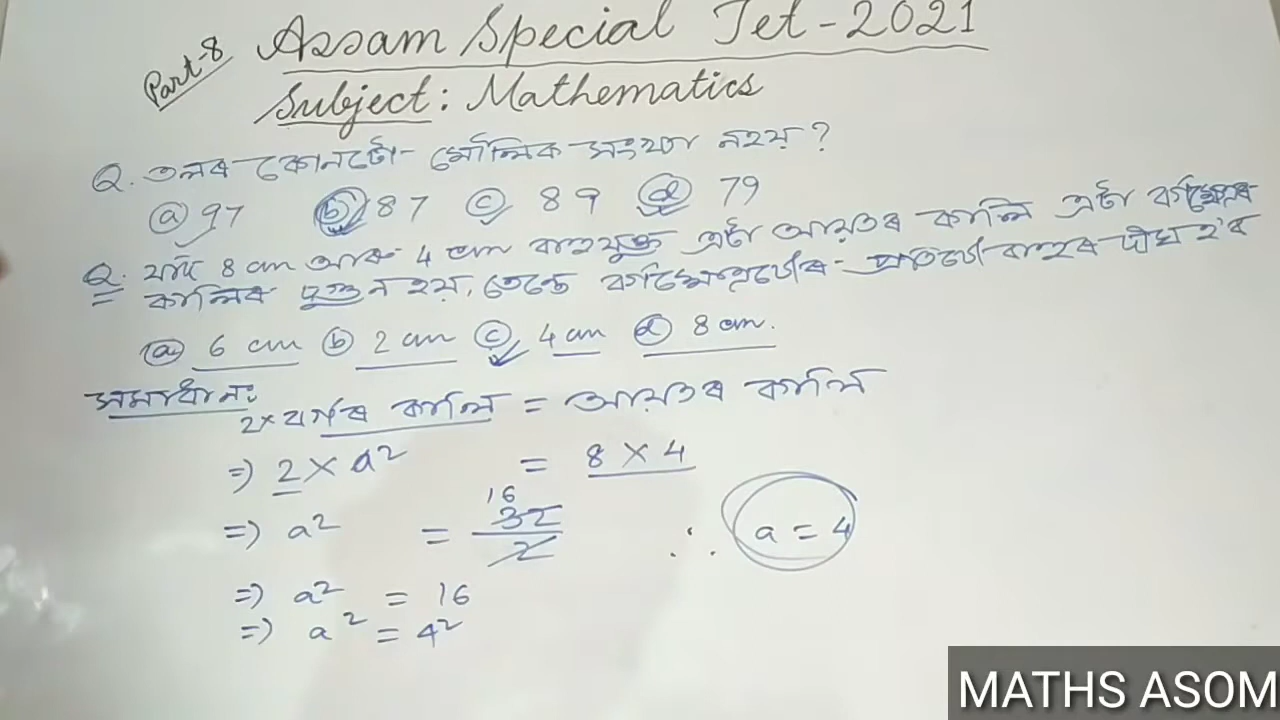 Part-8 Assam Special Tet-2021
Subject: Mathematics
Q. তলৰ কোনটো মৌলিক সংখ্যা নহয় ?
(a) 97 (b) 87 (c) 89 (d) 79
Q. যদি 8 cm আৰু 4 cm বাহুযুক্ত এটা আয়তৰ কালি এটা বৰ্গক্ষেত্ৰৰ
কালিৰ দুগুন হয়, তেন্তে বৰ্গক্ষেত্ৰটোৰ প্ৰতিটো বাহুৰ দীঘ হ'ব
(a) 6 cm (b) 2 cm (c) 4 cm (d) 8 cm.
সমাধান:
2× বৰ্গৰ কালি = আয়তৰ কালি
=) 2 × a² = 8 × 4
=) a² = 32/2 16 ∴ a = 4
=) a² = 16
=) a² = 4²
MATHS ASOM